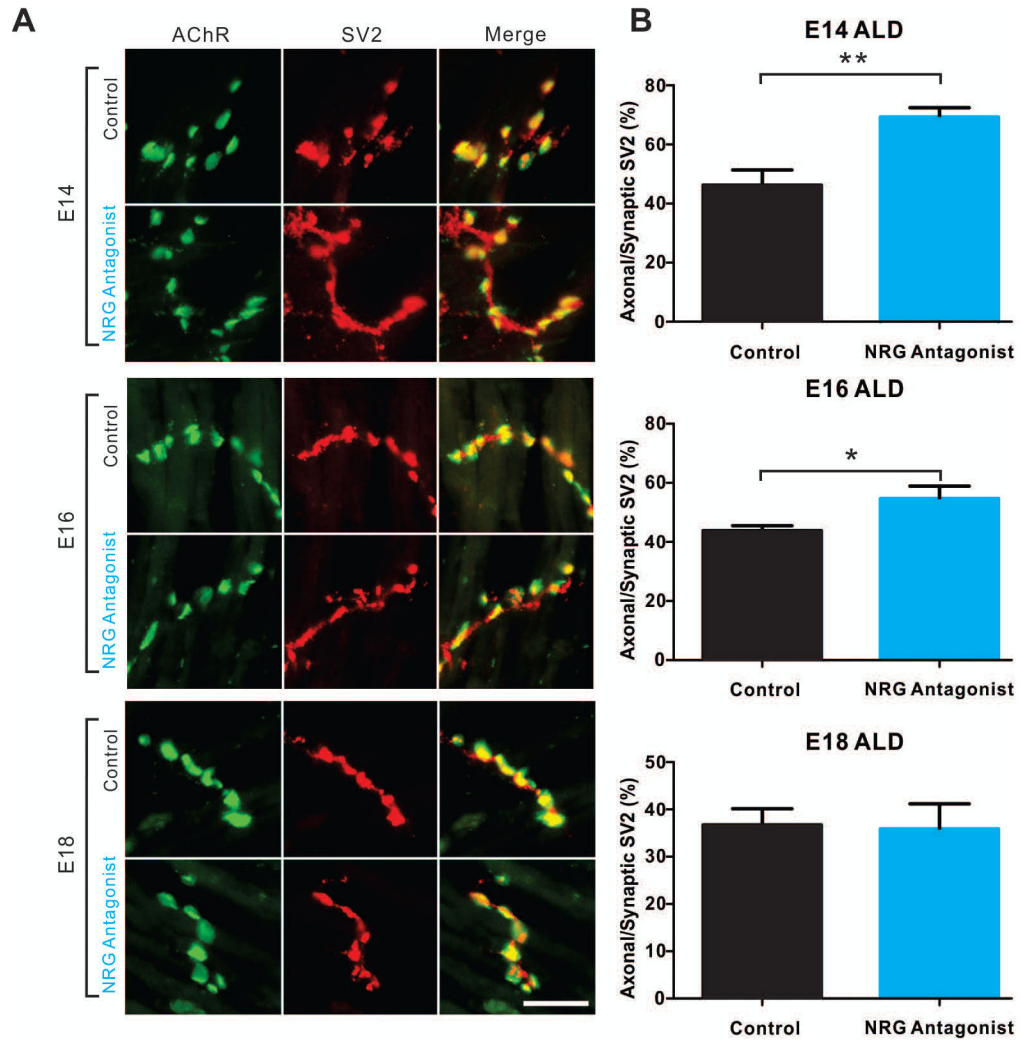 A
AChR
SV2
Merge
E14
Control
NRG Antagonist
E16
Control
NRG Antagonist
E18
Control
NRG Antagonist
B
E14 ALD
Axonal/Synaptic SV2 (%)
80
60
40
20
0
**
Control
NRG Antagonist
E16 ALD
Axonal/Synaptic SV2 (%)
80
60
40
20
0
*
Control
NRG Antagonist
E18 ALD
Axonal/Synaptic SV2 (%)
50
40
30
20
10
0
Control
NRG Antagonist